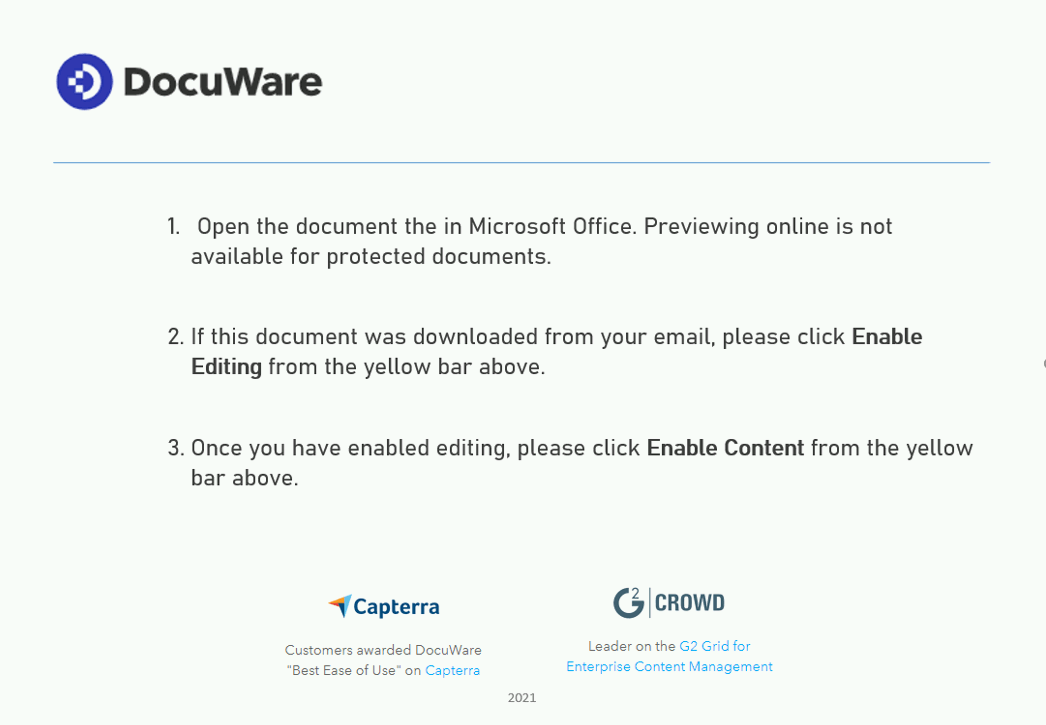 DocuWare
1. Open the document the in Microsoft Office. Previewing online is not
available for protected documents.
2. If this document was downloaded from your email, please click Enable
Editing from the yellow bar above.
3. Once you have enabled editing, please click Enable Content from the yellow
bar above.
Capterra
Customers awarded DocuWare
"Best Ease of Use" on Capterra
G2 | CROWD
Leader on the G2 Grid for
Enterprise Content Management
2021